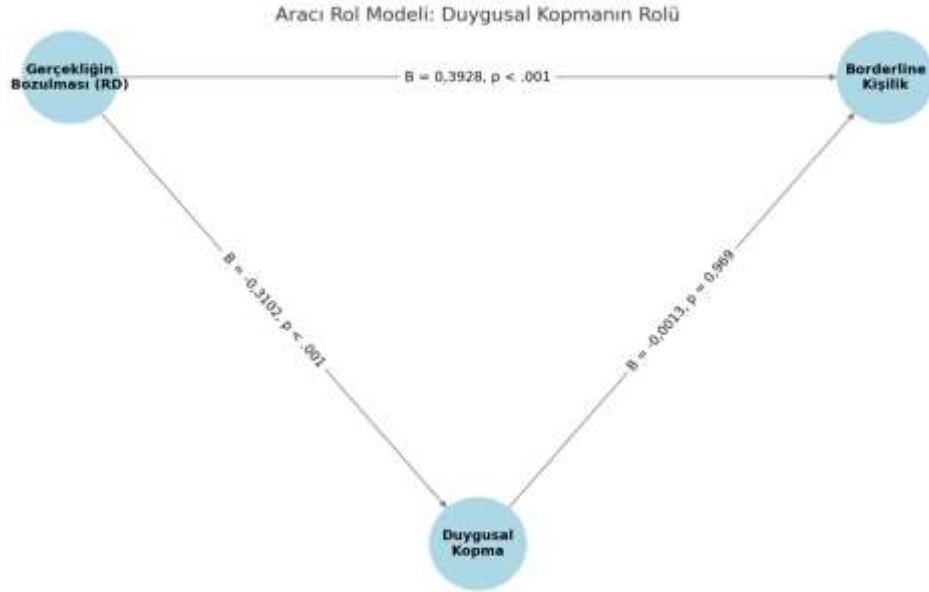 Aracı Rol Modeli: Duygusal Kopmanın Rolü
Gerçekliğin
Bozulması (RD)
B = 0,3928, p < .001
Borderline
Kişilik
B = -0,3102, p < .001
B = -0,0013, p = 0,969
Duygusal
Kopma